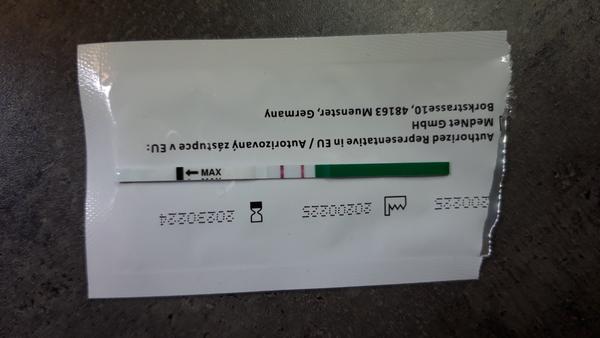 Authorized Representative in EU / Autorizovaný zástupce v EU:
MedNet GmbH
Borkstrasse10, 48163 Muenster, Germany
MAX
20200225
20230224